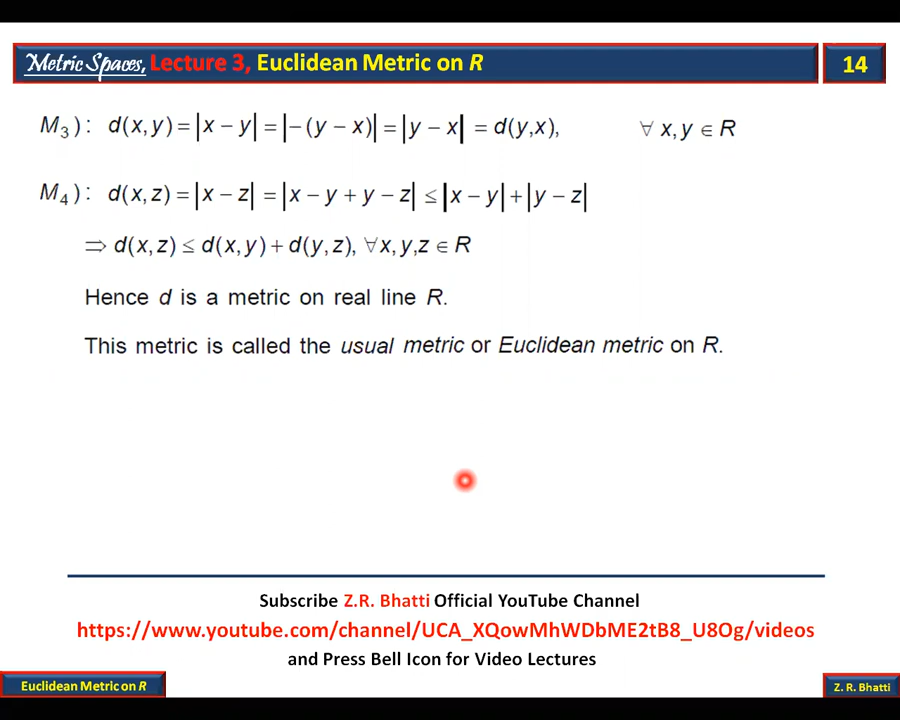 Metric Spaces, Lecture 3, Euclidean Metric on R
14
M₃): d(x,y) = |x − y| = |−(y − x)| = |y − x| = d(y,x), ∀ x,y ∈ R
M₄): d(x,z) = |x − z| = |x − y + y − z| ≤ |x − y| + |y − z|
⇒ d(x,z) ≤ d(x,y) + d(y,z), ∀ x,y,z ∈ R
Hence d is a metric on real line R.
This metric is called the usual metric or Euclidean metric on R.
Subscribe Z.R. Bhatti Official YouTube Channel
https://www.youtube.com/channel/UCA_XQowMhWDbME2tB8_U8Og/videos
and Press Bell Icon for Video Lectures
Euclidean Metric on R
Z. R. Bhatti